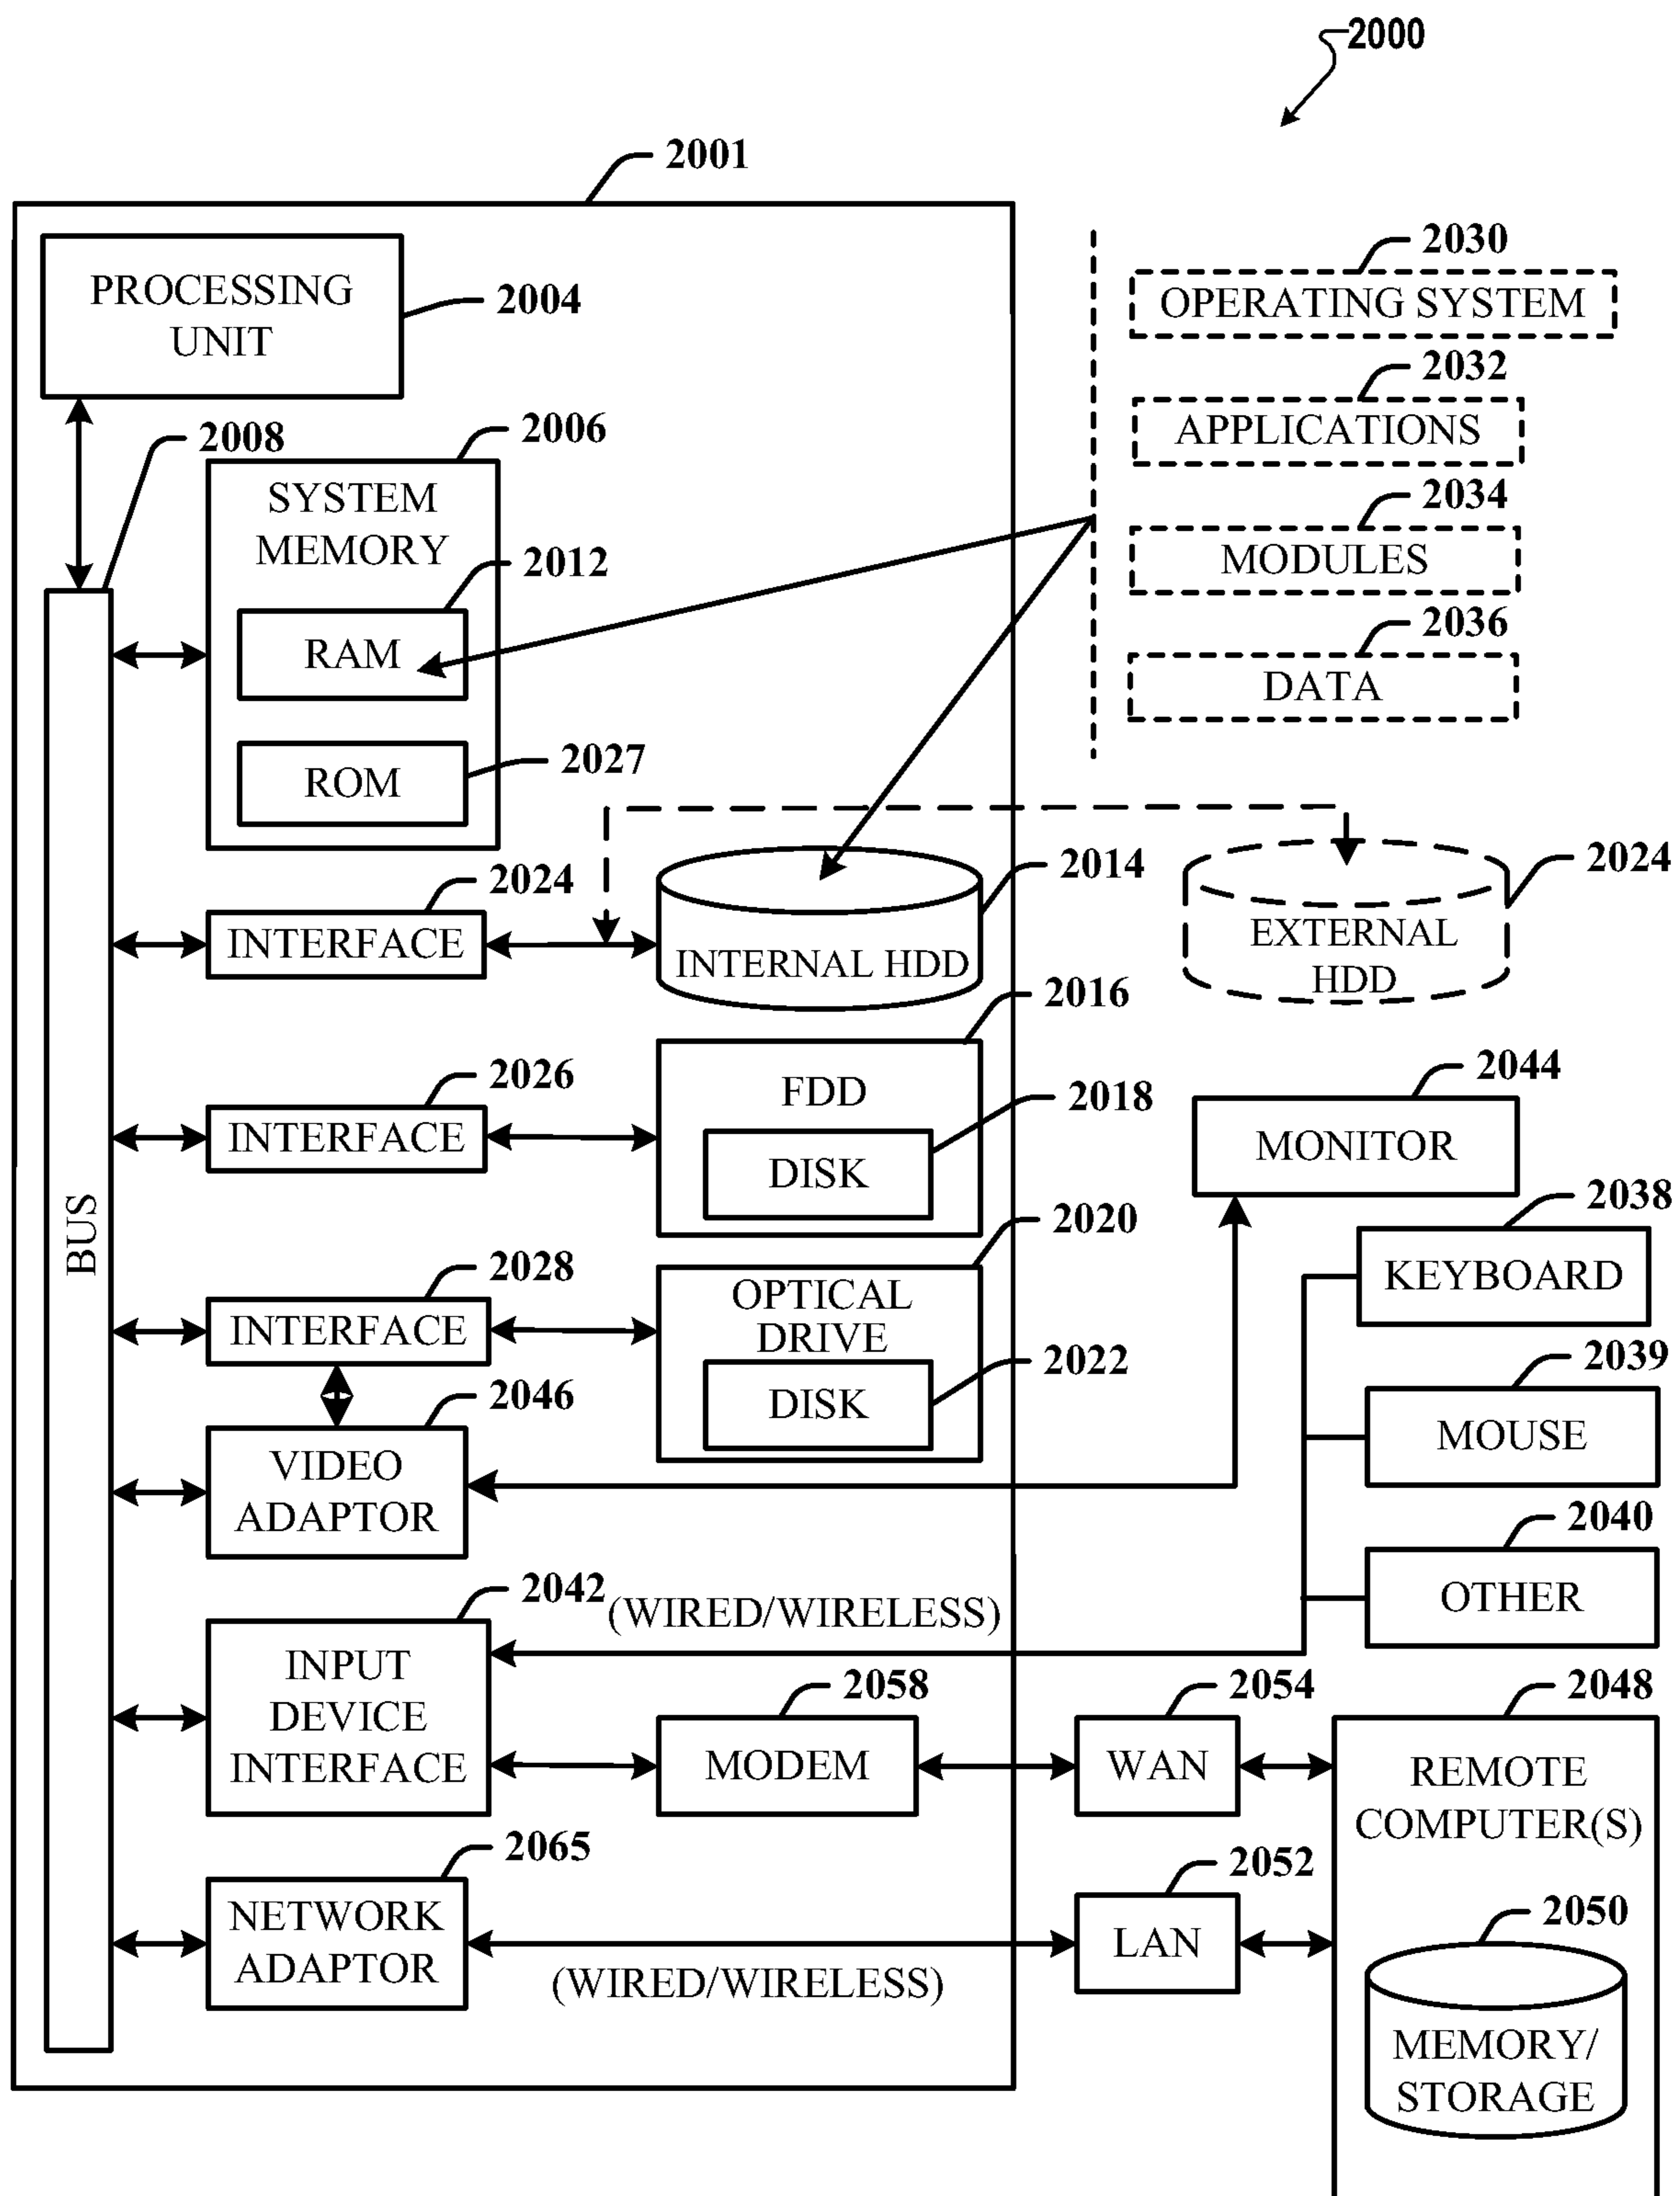 2000
2001
PROCESSING
UNIT
2004
2030
OPERATING SYSTEM
2032
APPLICATIONS
2034
MODULES
2036
DATA
2008
2006
SYSTEM
MEMORY
2012
RAM
2027
ROM
2024
INTERFACE
2014
INTERNAL HDD
2024
EXTERNAL
HDD
2016
FDD
2018
DISK
2026
INTERFACE
2044
MONITOR
2038
KEYBOARD
2039
MOUSE
2040
OTHER
BUS
2020
OPTICAL
DRIVE
2022
DISK
2028
INTERFACE
2046
VIDEO
ADAPTOR
2042
(WIRED/WIRELESS)
INPUT
DEVICE
INTERFACE
2058
MODEM
2054
WAN
2048
REMOTE
COMPUTER(S)
2065
NETWORK
ADAPTOR
(WIRED/WIRELESS)
2052
LAN
2050
MEMORY/
STORAGE